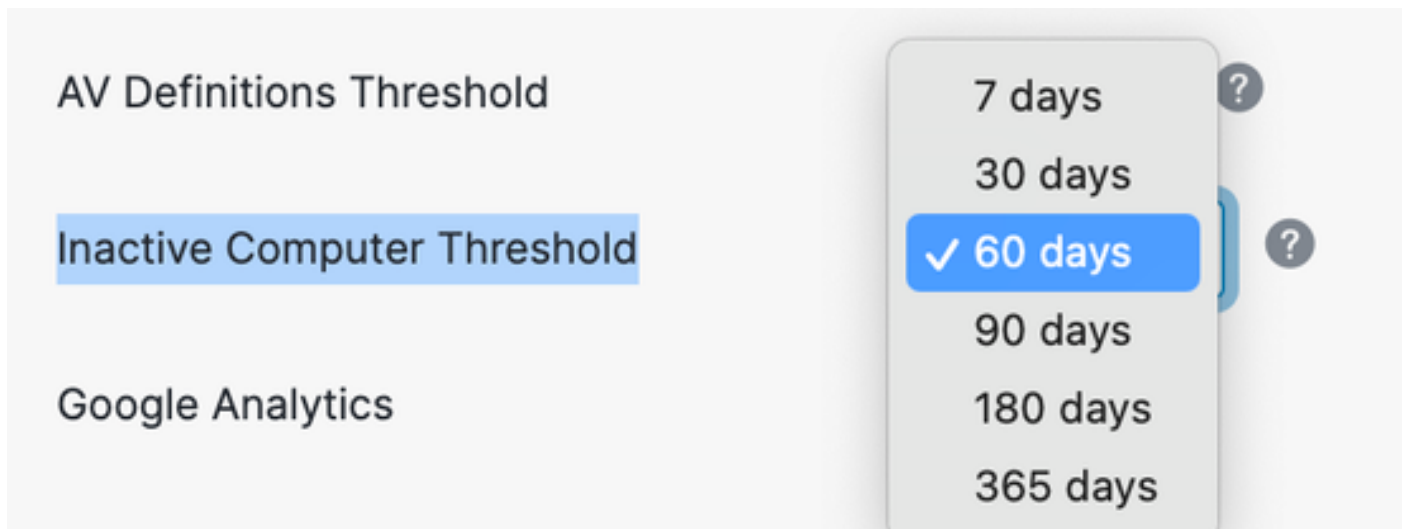 AV Definitions Threshold
7 days
?
30 days
Inactive Computer Threshold
✓ 60 days
?
90 days
Google Analytics
180 days
365 days